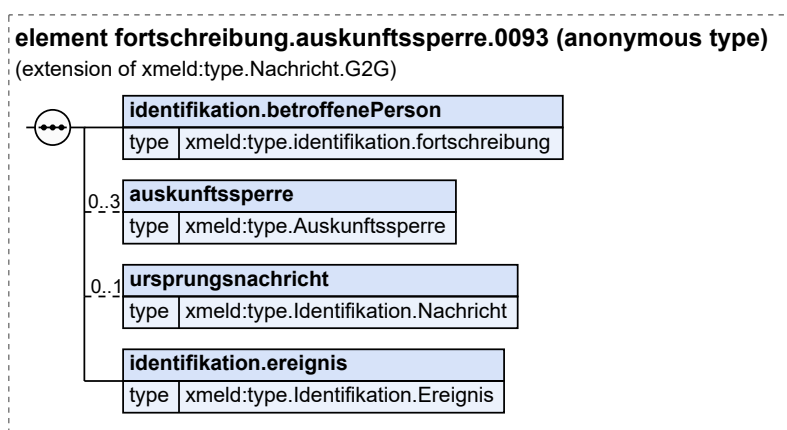 element fortschreibung.auskunftssperre.0093 (anonymous type)
(extension of xmeld:type.Nachricht.G2G)
identifikation.betroffenePerson
type xmeld:type.identifikation.fortschreibung
0..3 auskunftssperre
type xmeld:type.Auskunftssperre
0..1 ursprungsnachricht
type xmeld:type.Identifikation.Nachricht
identifikation.ereignis
type xmeld:type.Identifikation.Ereignis